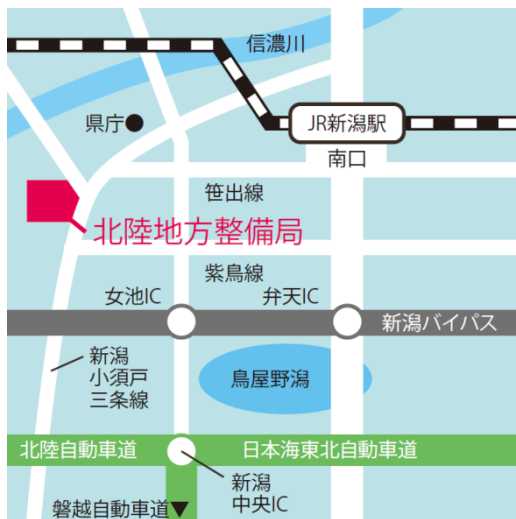 信濃川
県庁
JR新潟駅
南口
笹出線
北陸地方整備局
紫鳥線
女池IC
弁天IC
新潟バイパス
新潟
小須戸
三条線
鳥屋野潟
北陸自動車道
日本海東北自動車道
新潟
中央IC
磐越自動車道▼